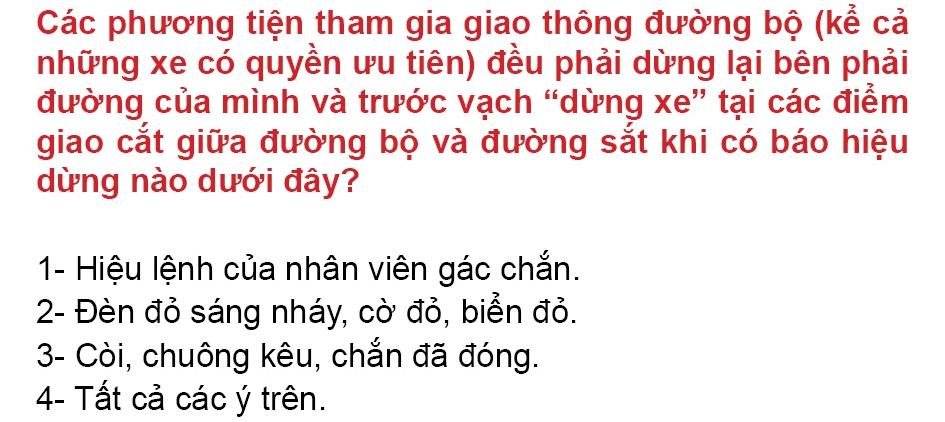 Các phương tiện tham gia giao thông đường bộ (kể cả
những xe có quyền ưu tiên) đều phải dừng lại bên phải
đường của mình và trước vạch “dừng xe” tại các điểm
giao cắt giữa đường bộ và đường sắt khi có báo hiệu
dừng nào dưới đây?
1- Hiệu lệnh của nhân viên gác chắn.
2- Đèn đỏ sáng nháy, cờ đỏ, biển đỏ.
3- Còi, chuông kêu, chắn đã đóng.
4- Tất cả các ý trên.